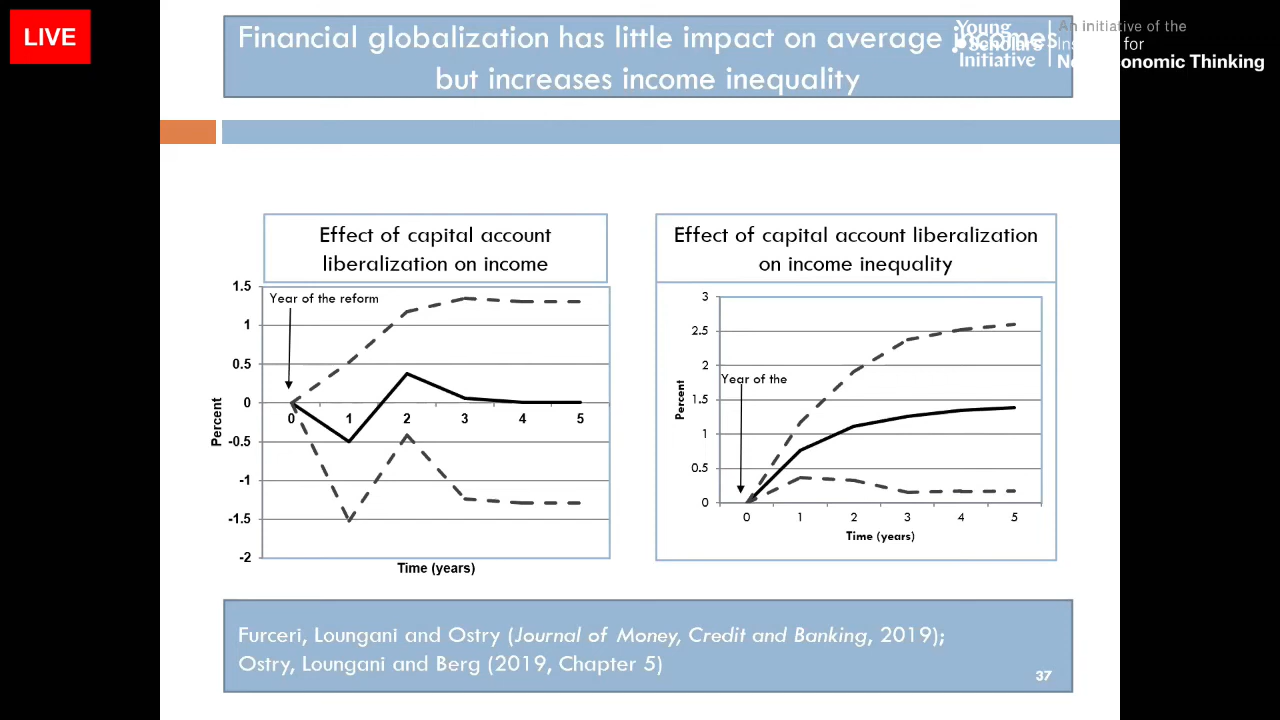 LIVE
Financial globalization has little impact on average incomes
but increases income inequality
Young
Scholars
Initiative
An initiative of the
for
Economic Thinking
Effect of capital account
liberalization on income
1.5
1
0.5
0
-0.5
-1
-1.5
-2
Percent
Year of the reform
0 1 2 3 4 5
Time (years)
Effect of capital account liberalization
on income inequality
3
2.5
2
1.5
1
0.5
0
Percent
Year of the
0 1 2 3 4 5
Time (years)
Furceri, Loungani and Ostry (Journal of Money, Credit and Banking, 2019);
Ostry, Loungani and Berg (2019, Chapter 5)
37